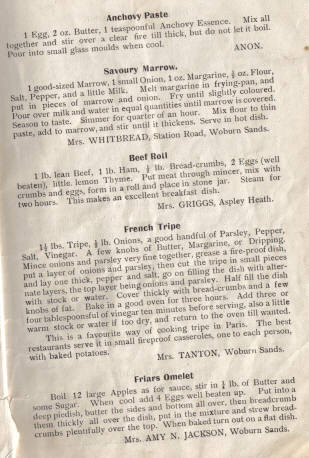 Anchovy Paste
1 Egg, 2 oz. Butter, 1 teaspoonful Anchovy Essence. Mix all
together and stir over a clear fire till thick, but do not let it boil.
Pour into small glass moulds when cool. ANON.
Savoury Marrow.
1 good-sized Marrow, 1 small Onion, 1 oz. Margarine, ½ oz. Flour,
Salt, Pepper, and a little Milk. Melt margarine in frying-pan, and
put in pieces of marrow and onion. Fry until slightly coloured.
Pour over milk and water in equal quantities until marrow is covered.
Season to taste. Simmer for quarter of an hour. Mix flour to thin
paste, add to marrow, and stir until it thickens. Serve in hot dish.
Mrs. WHITBREAD, Station Road, Woburn Sands.
Beef Roll
1 lb. lean Beef, 1 lb. Ham, lb. Bread-crumbs, 2 Eggs (well
beaten), little lemon Thyme. Put meat through mincer, mix with
crumbs and eggs, form in a roll and place in stone jar. Steam for
two hours. This makes an excellent breakfast dish.
Mrs. GRIGGS, Aspley Heath.
French Tripe
1½ lbs. Tripe, ½ lb. Onions, a good handful of Parsley, Pepper,
Salt, Vinegar. A few knobs of Butter, Margarine, or Dripping.
Mince onions and parsley very fine together, grease a fire-proof dish,
put a layer of onions and parsley, then cut the tripe in small pieces
and lay one thick, pepper and salt, go on filling the dish with alter-
nate layers, the top layer being onions and parsley. Half fill the dish
with stock or water. Cover thickly with bread-crumbs and a few
knobs of fat. Bake in a good oven for three hours. Add three or
four tablespoonsful of vinegar ten minutes before serving, also a little
warm stock or water if too dry, and return to the oven till wanted.
This is a favourite way of cooking tripe in Paris. The best
restaurants serve it in small fireproof casseroles, one to each person,
with baked potatoes. Mrs. TANTON, Woburn Sands.
Friars Omelet
Boil 12 large Apples as for sauce, stir in ¼ lb. of Butter and
some Sugar. When cool add 4 Eggs well beaten up. Put into a
deep piedish, butter the sides and bottom all over, then breadcrumb
them thickly all over the dish, put in the mixture and strew bread-
crumbs plentifully over the top. When baked turn out on a flat dish.
Mrs. AMY N. JACKSON, Woburn Sands.